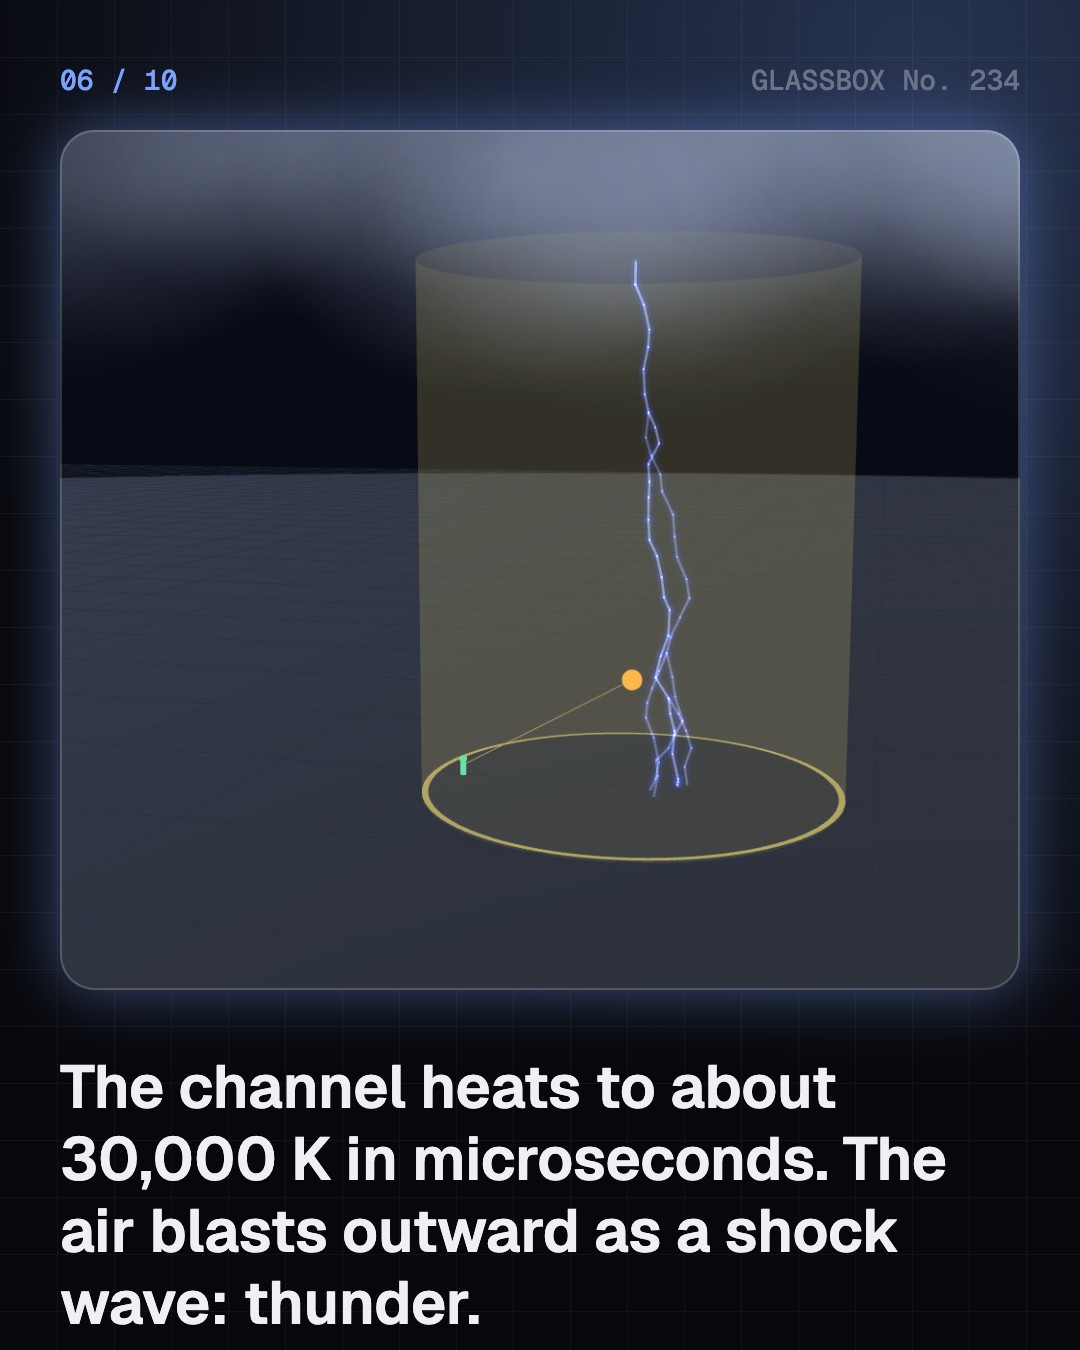 06 / 10
GLASSBOX No. 234
The channel heats to about
30,000 K in microseconds. The
air blasts outward as a shock
wave: thunder.